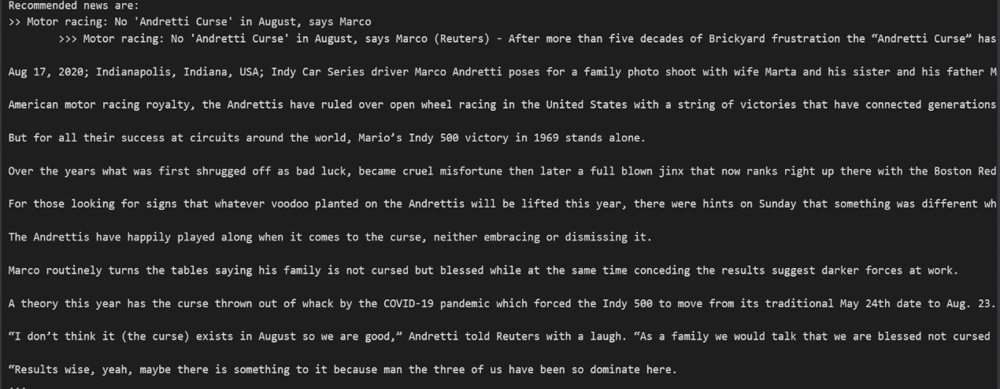 Recommended news are:
>> Motor racing: No 'Andretti Curse' in August, says Marco
>>> Motor racing: No 'Andretti Curse' in August, says Marco (Reuters) - After more than five decades of Brickyard frustration the “Andretti Curse” has
Aug 17, 2020; Indianapolis, Indiana, USA; Indy Car Series driver Marco Andretti poses for a family photo shoot with wife Marta and his sister and his father M
American motor racing royalty, the Andrettis have ruled over open wheel racing in the United States with a string of victories that have connected generations
But for all their success at circuits around the world, Mario’s Indy 500 victory in 1969 stands alone.
Over the years what was first shrugged off as bad luck, became cruel misfortune then later a full blown jinx that now ranks right up there with the Boston Red
For those looking for signs that whatever voodoo planted on the Andrettis will be lifted this year, there were hints on Sunday that something was different wh
The Andrettis have happily played along when it comes to the curse, neither embracing or dismissing it.
Marco routinely turns the tables saying his family is not cursed but blessed while at the same time conceding the results suggest darker forces at work.
A theory this year has the curse thrown out of whack by the COVID-19 pandemic which forced the Indy 500 to move from its traditional May 24th date to Aug. 23.
“I don’t think it (the curse) exists in August so we are good,” Andretti told Reuters with a laugh. “As a family we would talk that we are blessed not cursed
“Results wise, yeah, maybe there is something to it because man the three of us have been so dominate here.